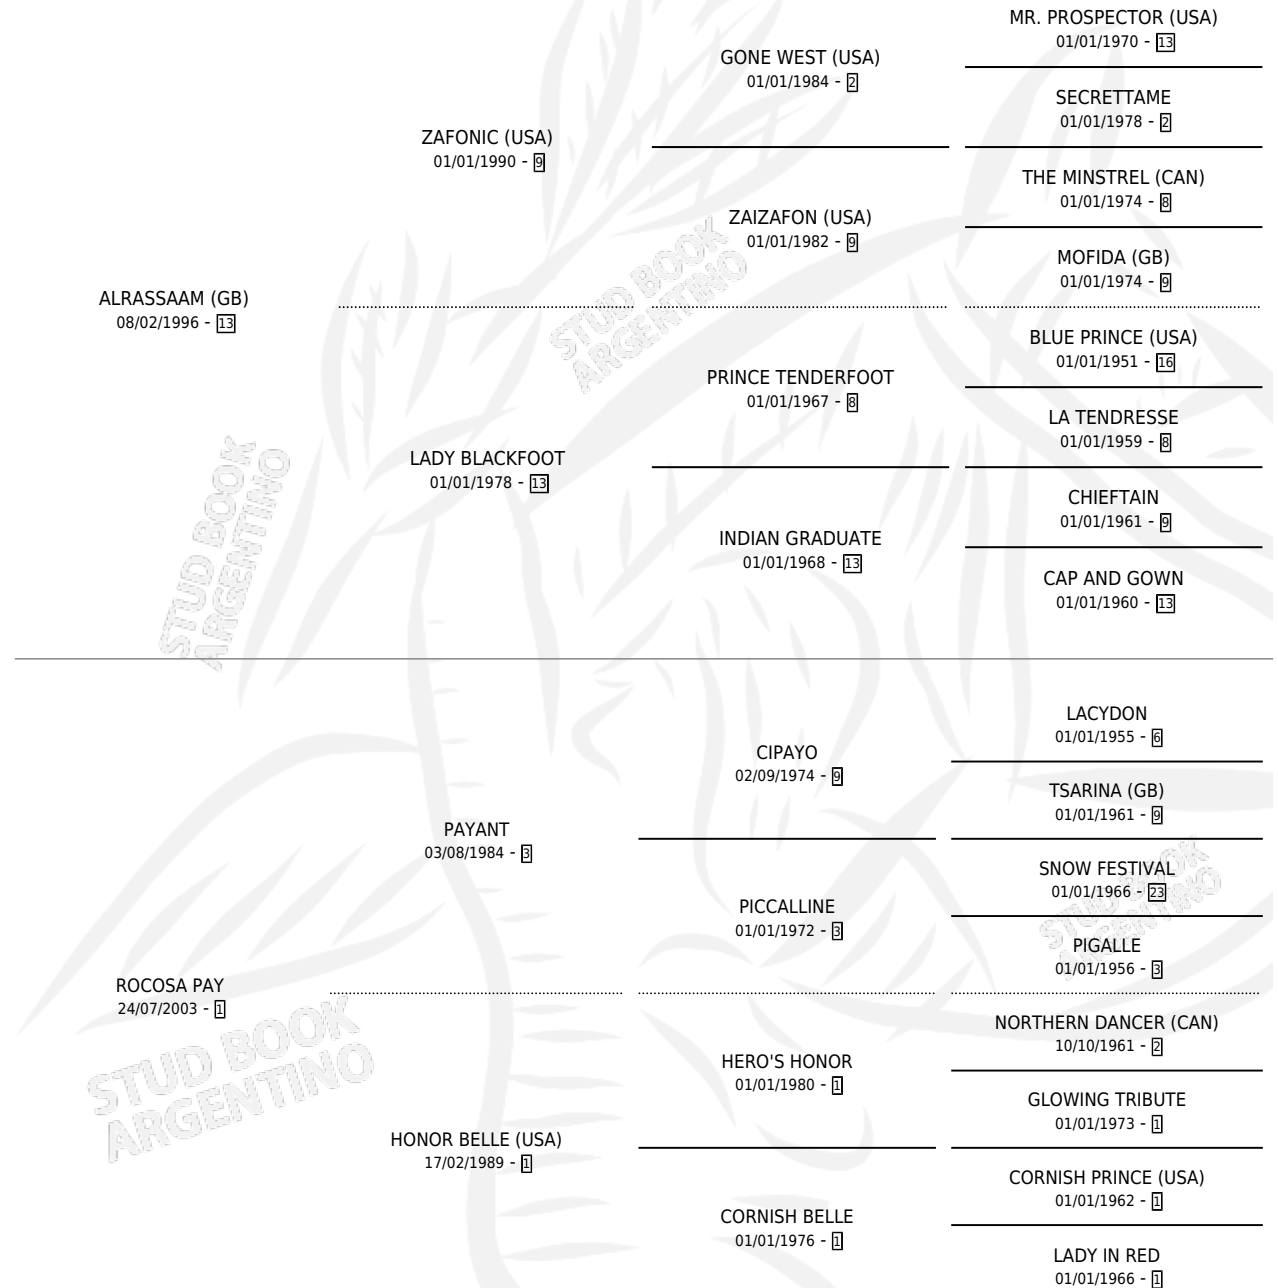 MR. PROSPECTOR (USA)
01/01/1970 - 13
GONE WEST (USA)
01/01/1984 - 2
SECRETTAME
01/01/1978 - 2
ZAFONIC (USA)
01/01/1990 - 9
THE MINSTREL (CAN)
01/01/1974 - 8
ZAIZAFON (USA)
01/01/1982 - 9
MOFIDA (GB)
01/01/1974 - 9
ALRASSAAM (GB)
08/02/1996 - 13
STUD BOOK
ARGENTINO
BLUE PRINCE (USA)
01/01/1951 - 16
PRINCE TENDERFOOT
01/01/1967 - 8
LA TENDRESSE
01/01/1959 - 8
LADY BLACKFOOT
01/01/1978 - 13
CHIEFTAIN
01/01/1961 - 9
INDIAN GRADUATE
01/01/1968 - 13
CAP AND GOWN
01/01/1960 - 13
STUD BOOK
ARGENTINO
LACYDON
01/01/1955 - 6
CIPAYO
02/09/1974 - 9
TSARINA (GB)
01/01/1961 - 9
PAYANT
03/08/1984 - 3
SNOW FESTIVAL
01/01/1966 - 23
PICCALLINE
01/01/1972 - 3
PIGALLE
01/01/1956 - 3
STUD BOOK
ARGENTINO
ROCOSA PAY
24/07/2003 - 1
NORTHERN DANCER (CAN)
10/10/1961 - 2
HERO'S HONOR
01/01/1980 - 1
GLOWING TRIBUTE
01/01/1973 - 1
STUD BOOK
ARGENTINO
HONOR BELLE (USA)
17/02/1989 - 1
CORNISH PRINCE (USA)
01/01/1962 - 1
CORNISH BELLE
01/01/1976 - 1
LADY IN RED
01/01/1966 - 1